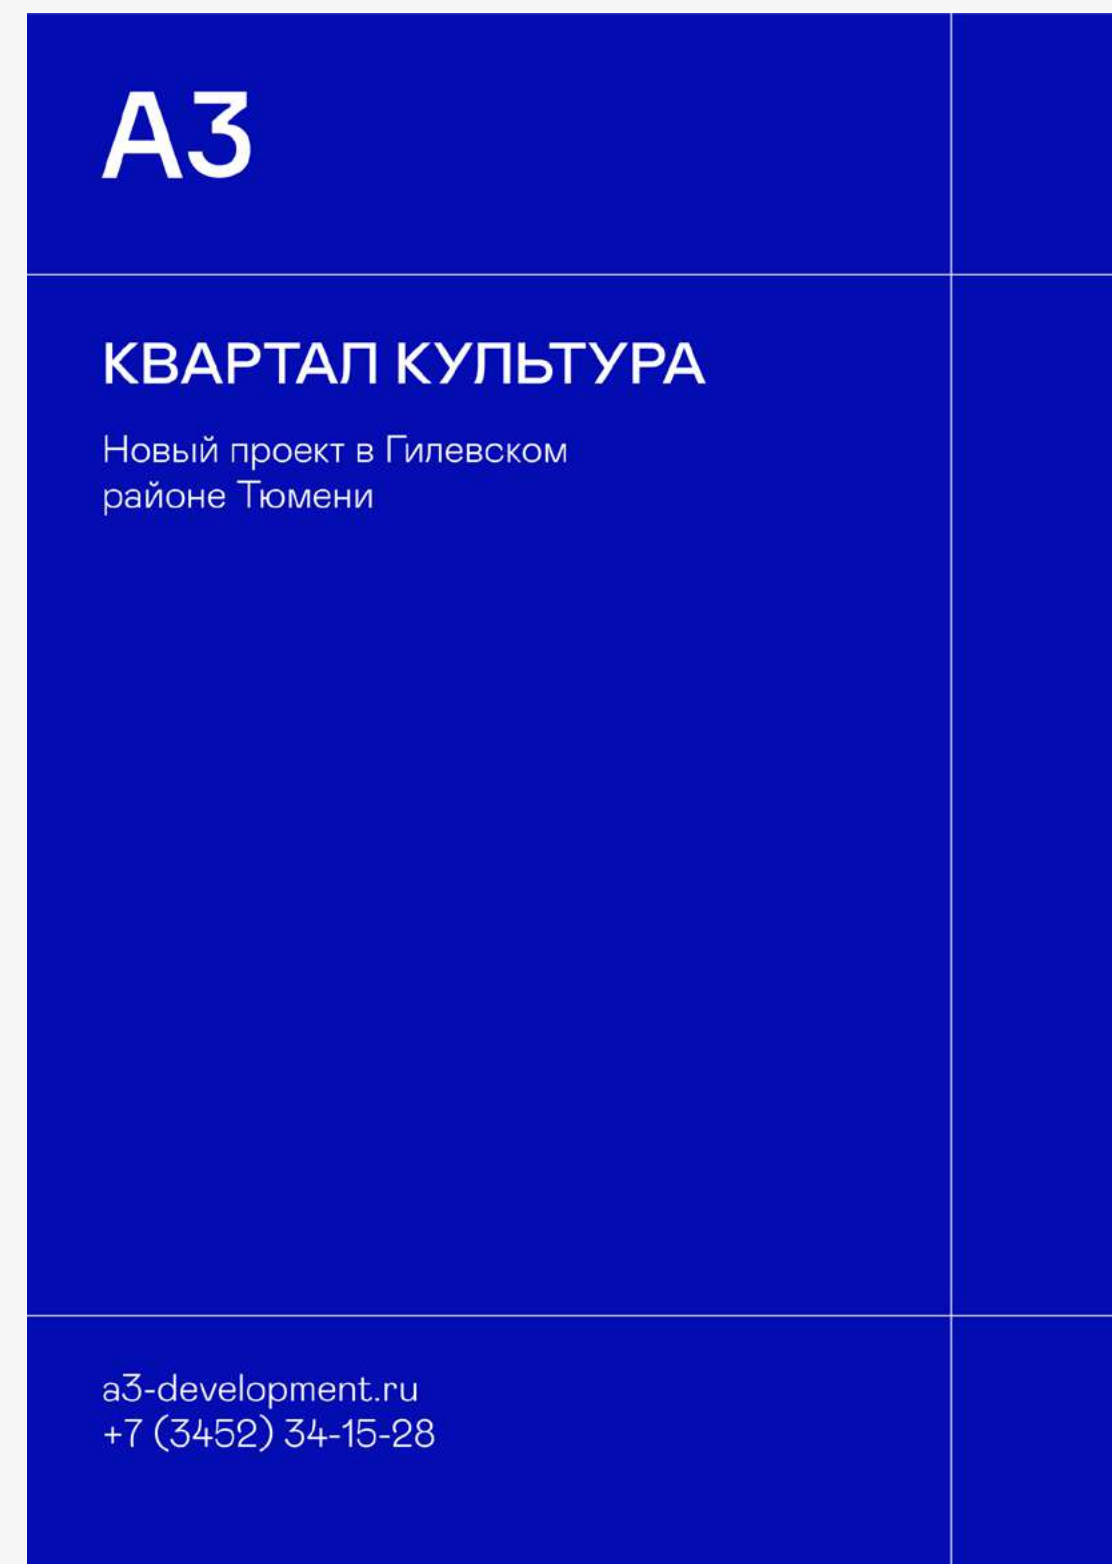 А3
КВАРТАЛ КУЛЬТУРА
Новый проект в Гилевском
районе Тюмени
a3-development.ru
+7 (3452) 34-15-28